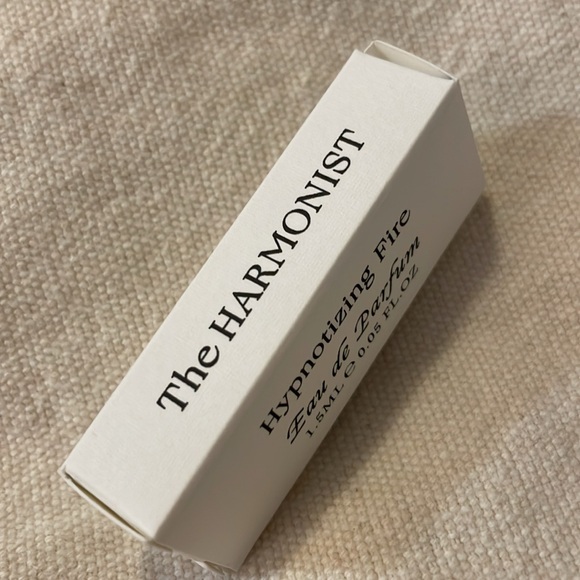 The HARMONIST
Hypnotizing Fire
Eau de Parfum
1.5ML ℮ 0.05 FL.OZ